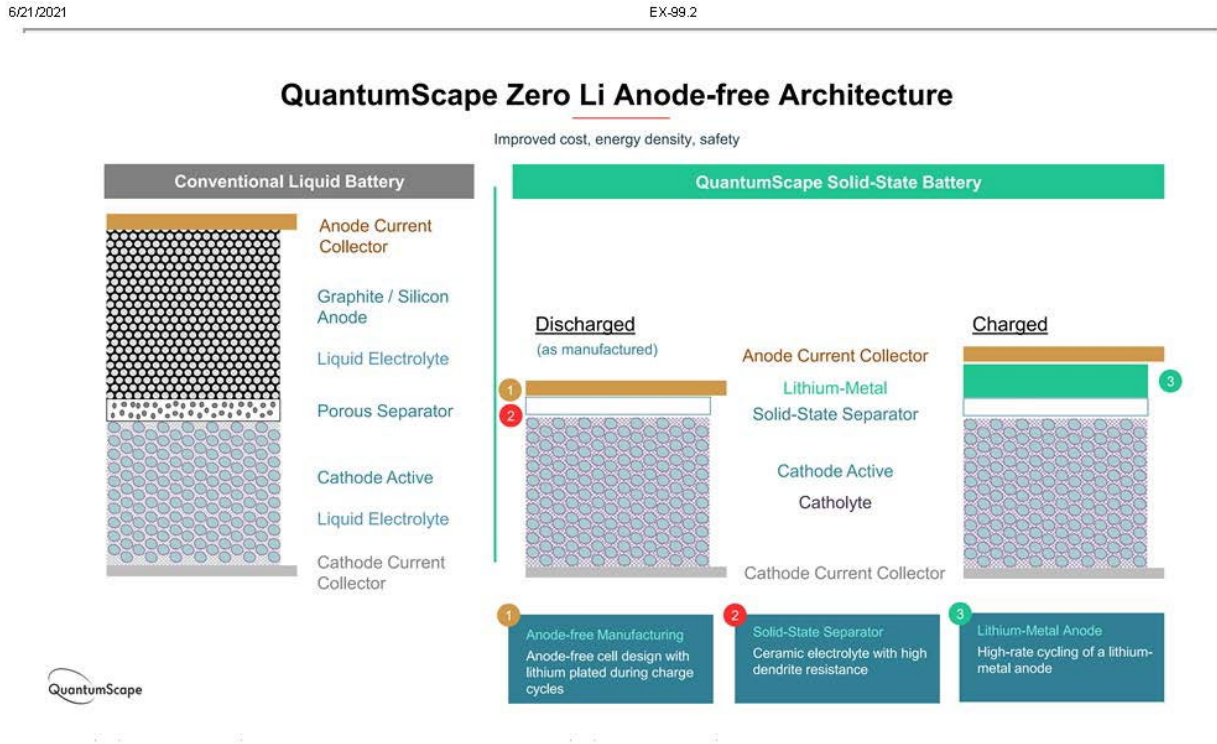 6/21/2021
EX-99.2
QuantumScape Zero Li Anode-free Architecture
Improved cost, energy density, safety
Conventional Liquid Battery
Anode Current
Collector
Graphite / Silicon
Anode
Liquid Electrolyte
Porous Separator
Cathode Active
Liquid Electrolyte
Cathode Current
Collector
QuantumScape Solid-State Battery
Discharged
(as manufactured)
1
2
Anode Current Collector
Lithium-Metal
Solid-State Separator
Cathode Active
Catholyte
Cathode Current Collector
Charged
3
1
Anode-free Manufacturing
Anode-free cell design with
lithium plated during charge
cycles
2
Solid-State Separator
Ceramic electrolyte with high
dendrite resistance
3
Lithium-Metal Anode
High-rate cycling of a lithium-
metal anode
QuantumScape